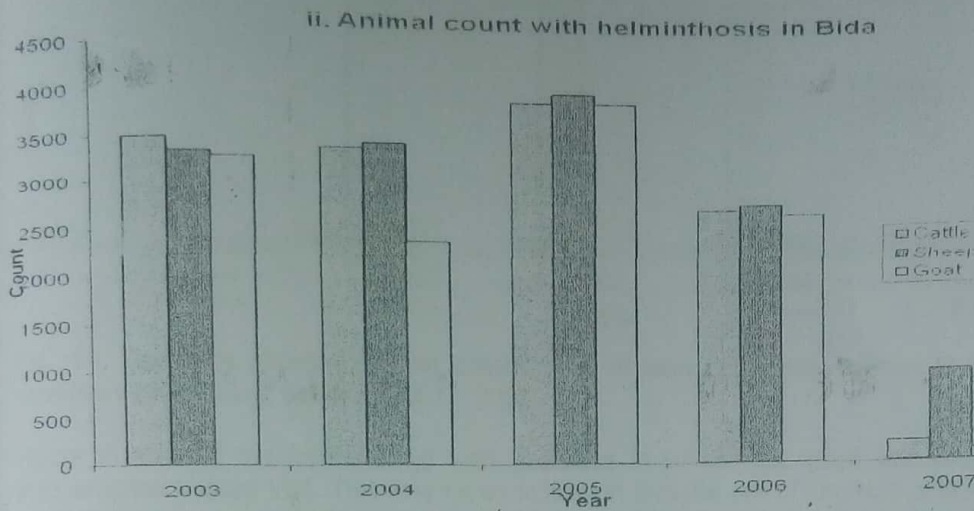 ii. Animal count with helminthosis in Bida
4500
4000
3500
3000
2500
2000
1500
1000
500
0
Count
2003
2004
2005
2006
2007
Year
Cattle
Sheep
Goat